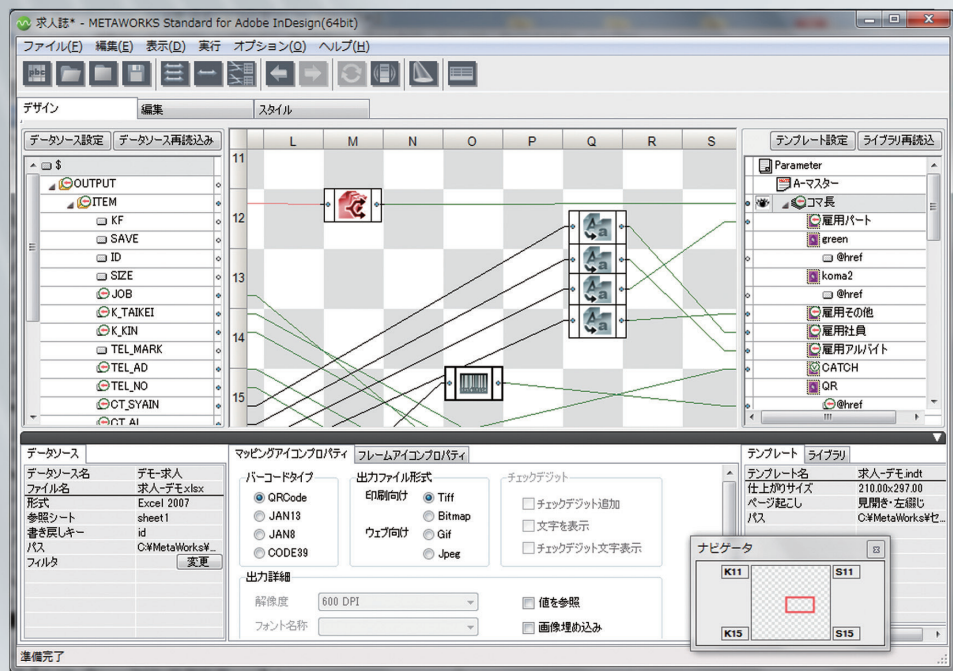 求人誌* - METAWORKS Standard for Adobe InDesign(64bit)
ファイル(F) 編集(E) 表示(D) 実行 オプション(O) ヘルプ(H)
pbc
デザイン 編集 スタイル
データソース設定 データソース再読込み
L M N O P Q R S
テンプレート設定 ライブラリ再読込
11
12
13
14
15
$
OUTPUT
ITEM
KF
SAVE
ID
SIZE
JOB
K_TAIKEI
K_KIN
TEL_MARK
TEL_AD
TEL_NO
CT_SYAIN
CT_AL
Parameter
A-マスター
コマ長
雇用パート
green
@href
koma2
@href
雇用その他
雇用社員
雇用アルバイト
CATCH
QR
@href
データソース
データソース名 デモ-求人
ファイル名 求人-デモ.xlsx
形式 Excel 2007
参照シート sheet1
書き戻しキー id
パス C:¥MetaWorks¥...
フィルタ 変更
マッピングアイコンプロパティ フレームアイコンプロパティ
バーコードタイプ
QRCode
JAN13
JAN8
CODE39
出力ファイル形式
印刷向け Tiff
Bitmap
ウェブ向け Gif
Jpeg
チェックデジット
チェックデジット追加
文字を表示
チェックデジット文字表示
出力詳細
解像度 600 DPI
フォント名称
値を参照
画像埋め込み
テンプレート ライブラリ
テンプレート名 求人-デモ.indt
仕上がりサイズ 210.00x297.00
ページ起こし 見開き・左綴じ
パス C:¥MetaWorks¥セ...
ナビゲータ
K11 S11
K15 S15
準備完了